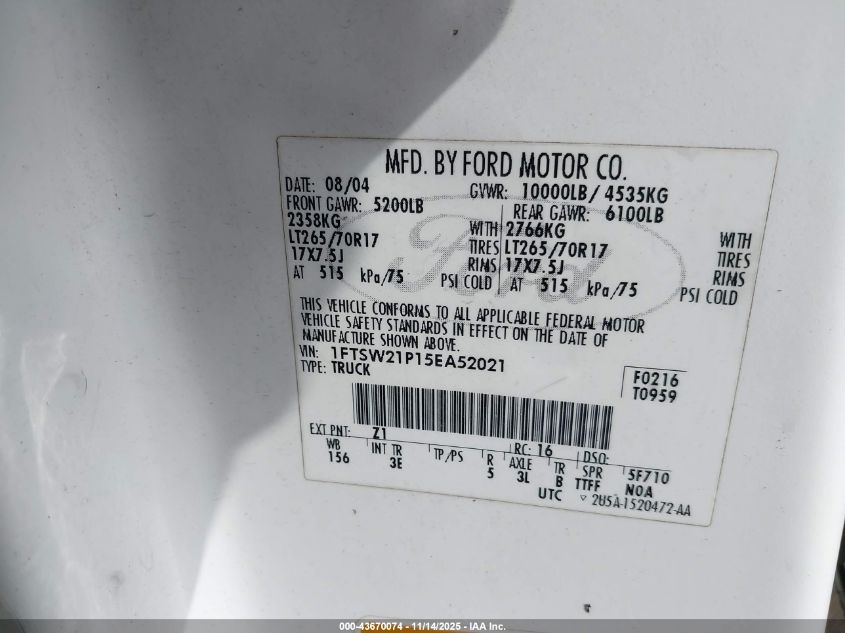 MFD. BY FORD MOTOR CO.
DATE: 08/04 GVWR: 10000LB/ 4535KG
FRONT GAWR: 5200LB REAR GAWR: 6100LB
2358KG WITH 2766KG WITH
LT265/70R17 TIRES LT265/70R17 TIRES
17X7.5J RIMS 17X7.5J RIMS
AT 515 kPa/75 PSI COLD AT 515 kPa/75 PSI COLD
THIS VEHICLE CONFORMS TO ALL APPLICABLE FEDERAL MOTOR
VEHICLE SAFETY STANDARDS IN EFFECT ON THE DATE OF
MANUFACTURE SHOWN ABOVE.
VIN: 1FTSW21P15EA52021
TYPE: TRUCK
F0216
T0959
EXT PNT: Z1 RC: 16 DSO:
WB INT TR TP/PS R AXLE TR SPR 5F710
156 3E 5 3L B TTFF N0A
UTC ▽ 2U5A-1520472-AA
Ford
000-43670074 - 11/14/2025 - IAA Inc.